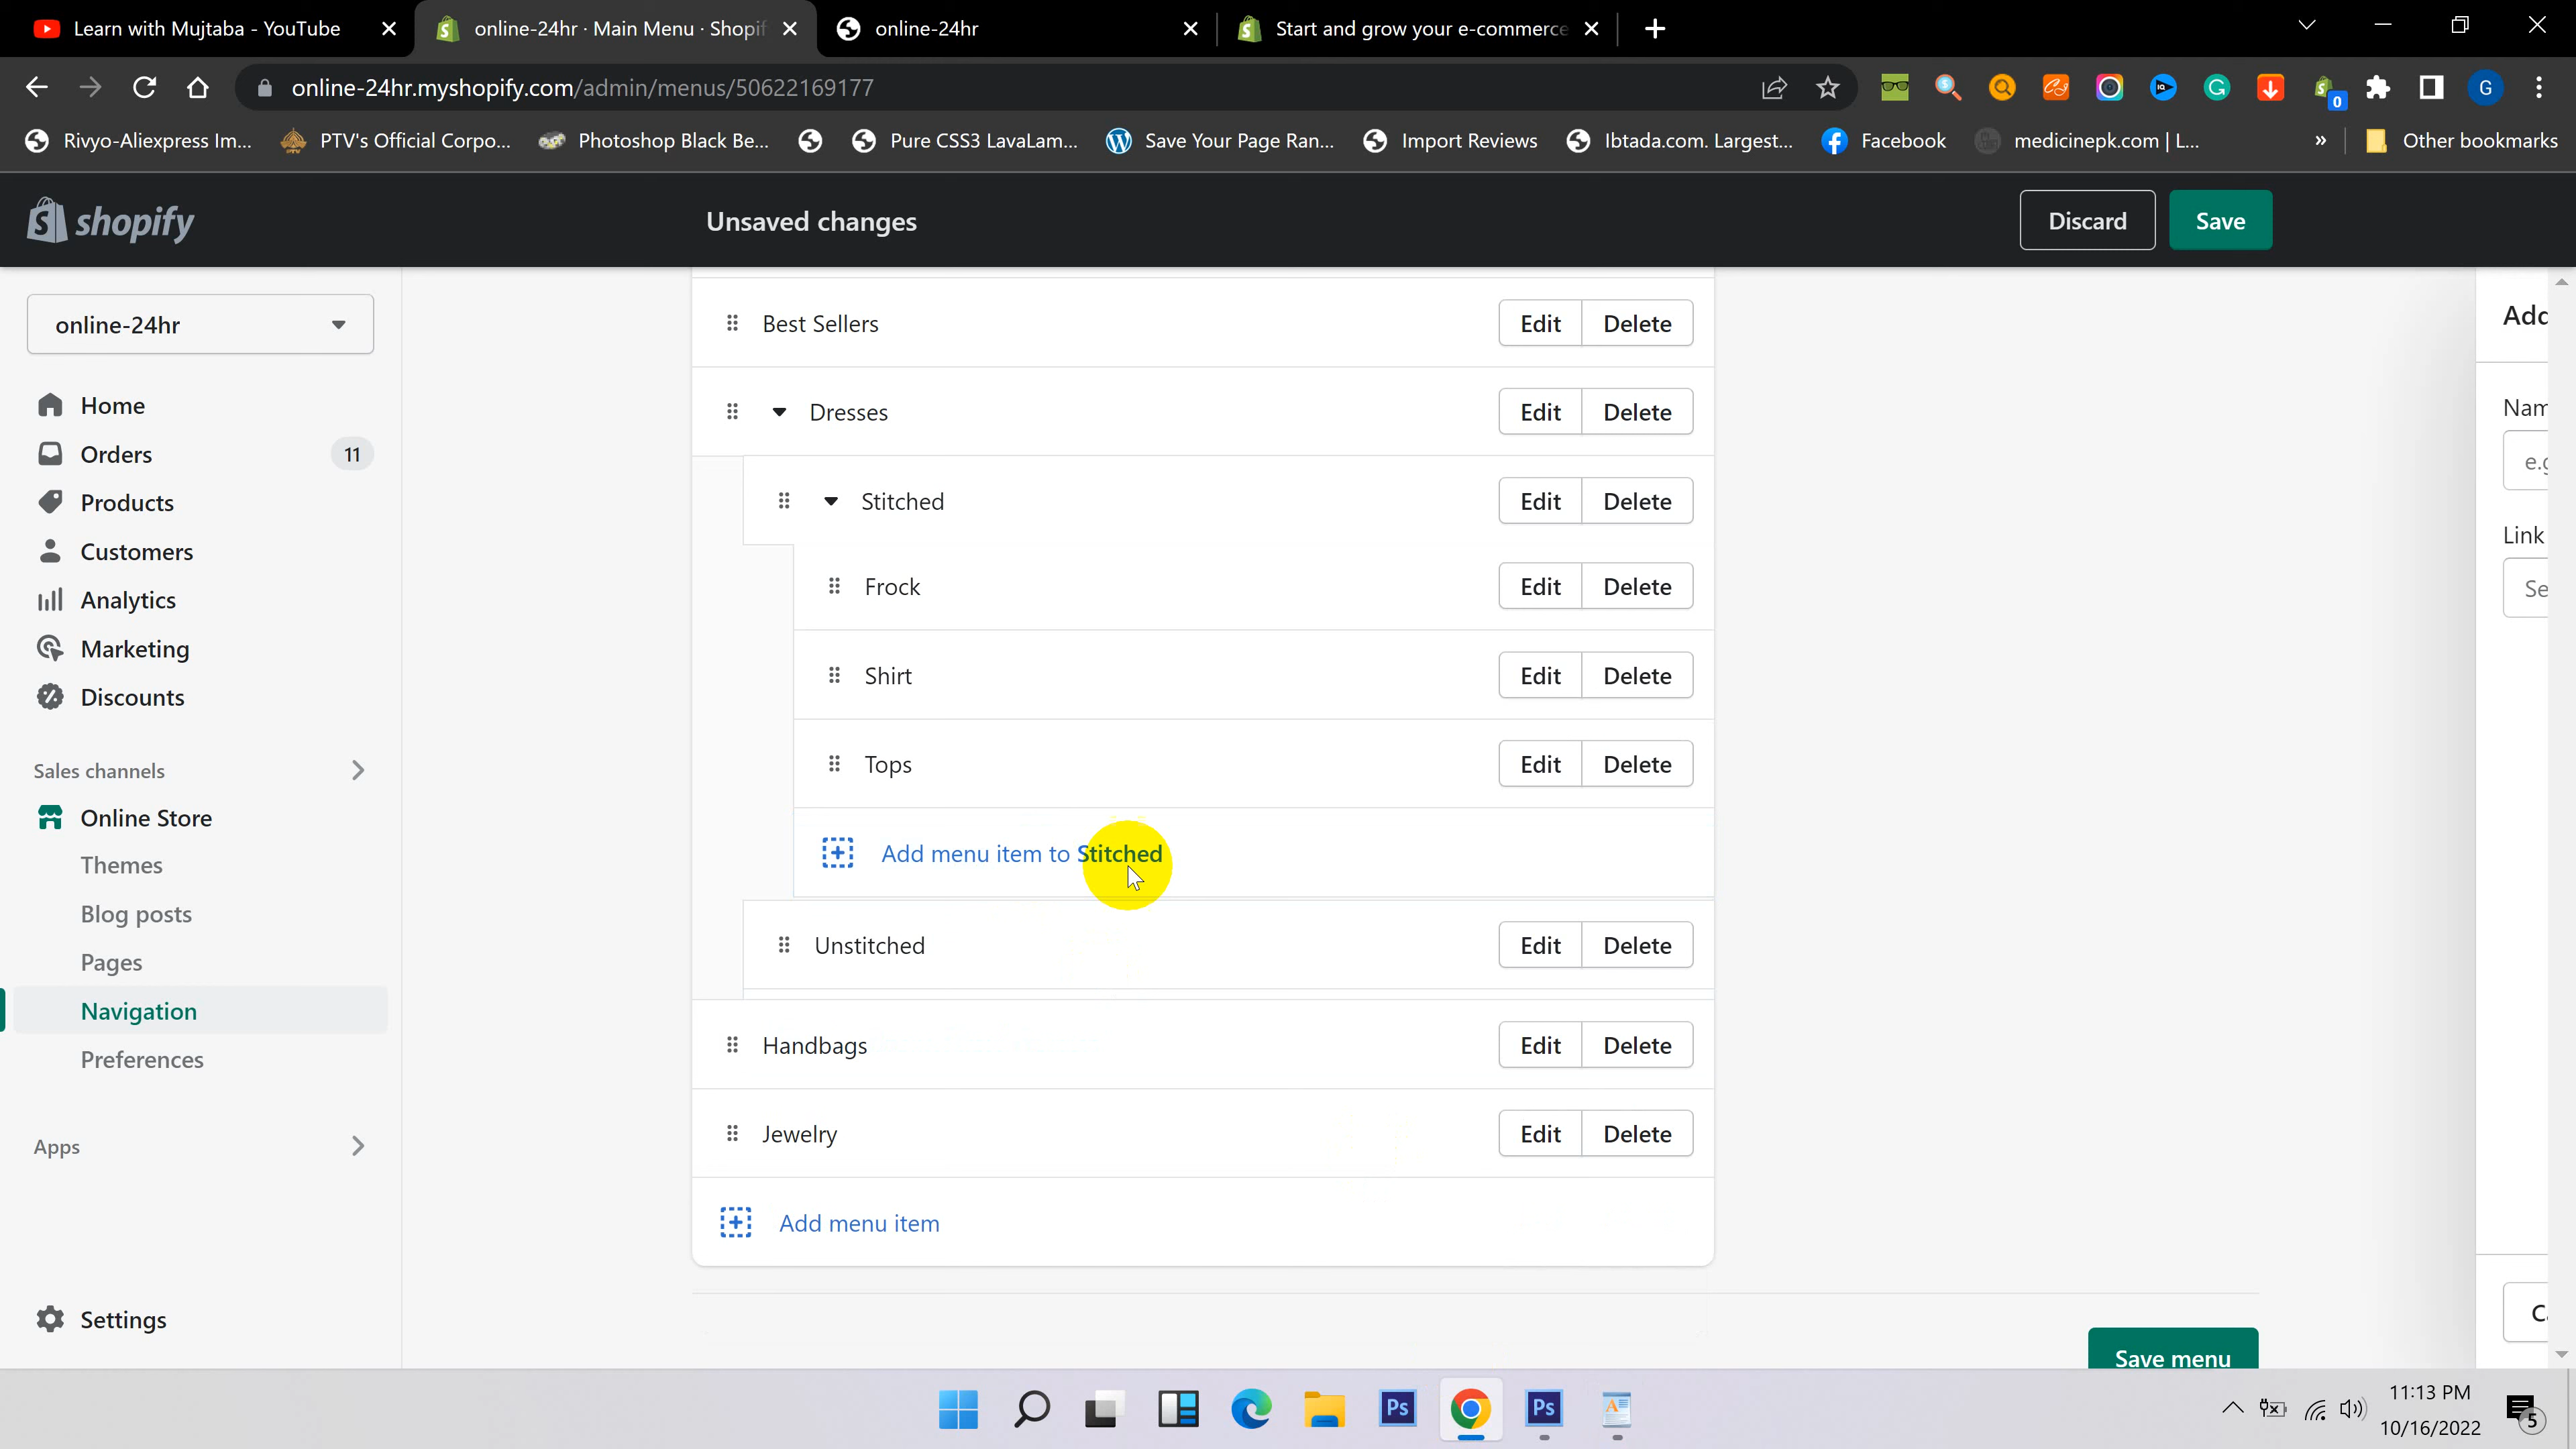 Learn with Mujtaba - YouTube
online-24hr · Main Menu · Shopif
online-24hr
Start and grow your e-commerce
online-24hr.myshopify.com/admin/menus/50622169177
0
G
Rivyo-Aliexpress Im...
PTV's Official Corpo...
Photoshop Black Be...
Pure CSS3 LavaLam...
Save Your Page Ran...
Import Reviews
Ibtada.com. Largest...
Facebook
medicinepk.com | L...
»
Other bookmarks
shopify
Unsaved changes
Discard
Save
online-24hr
Home
Orders
11
Products
Customers
Analytics
Marketing
Discounts
Sales channels
Online Store
Themes
Blog posts
Pages
Navigation
Preferences
Apps
Settings
Best Sellers
Edit
Delete
Dresses
Edit
Delete
Stitched
Edit
Delete
Frock
Edit
Delete
Shirt
Edit
Delete
Tops
Edit
Delete
Add menu item to Stitched
Unstitched
Edit
Delete
Handbags
Edit
Delete
Jewelry
Edit
Delete
Add menu item
Save menu
Add
Nam
e.g
Link
Se
Ca
Ps
Ps
11:13 PM
10/16/2022
5